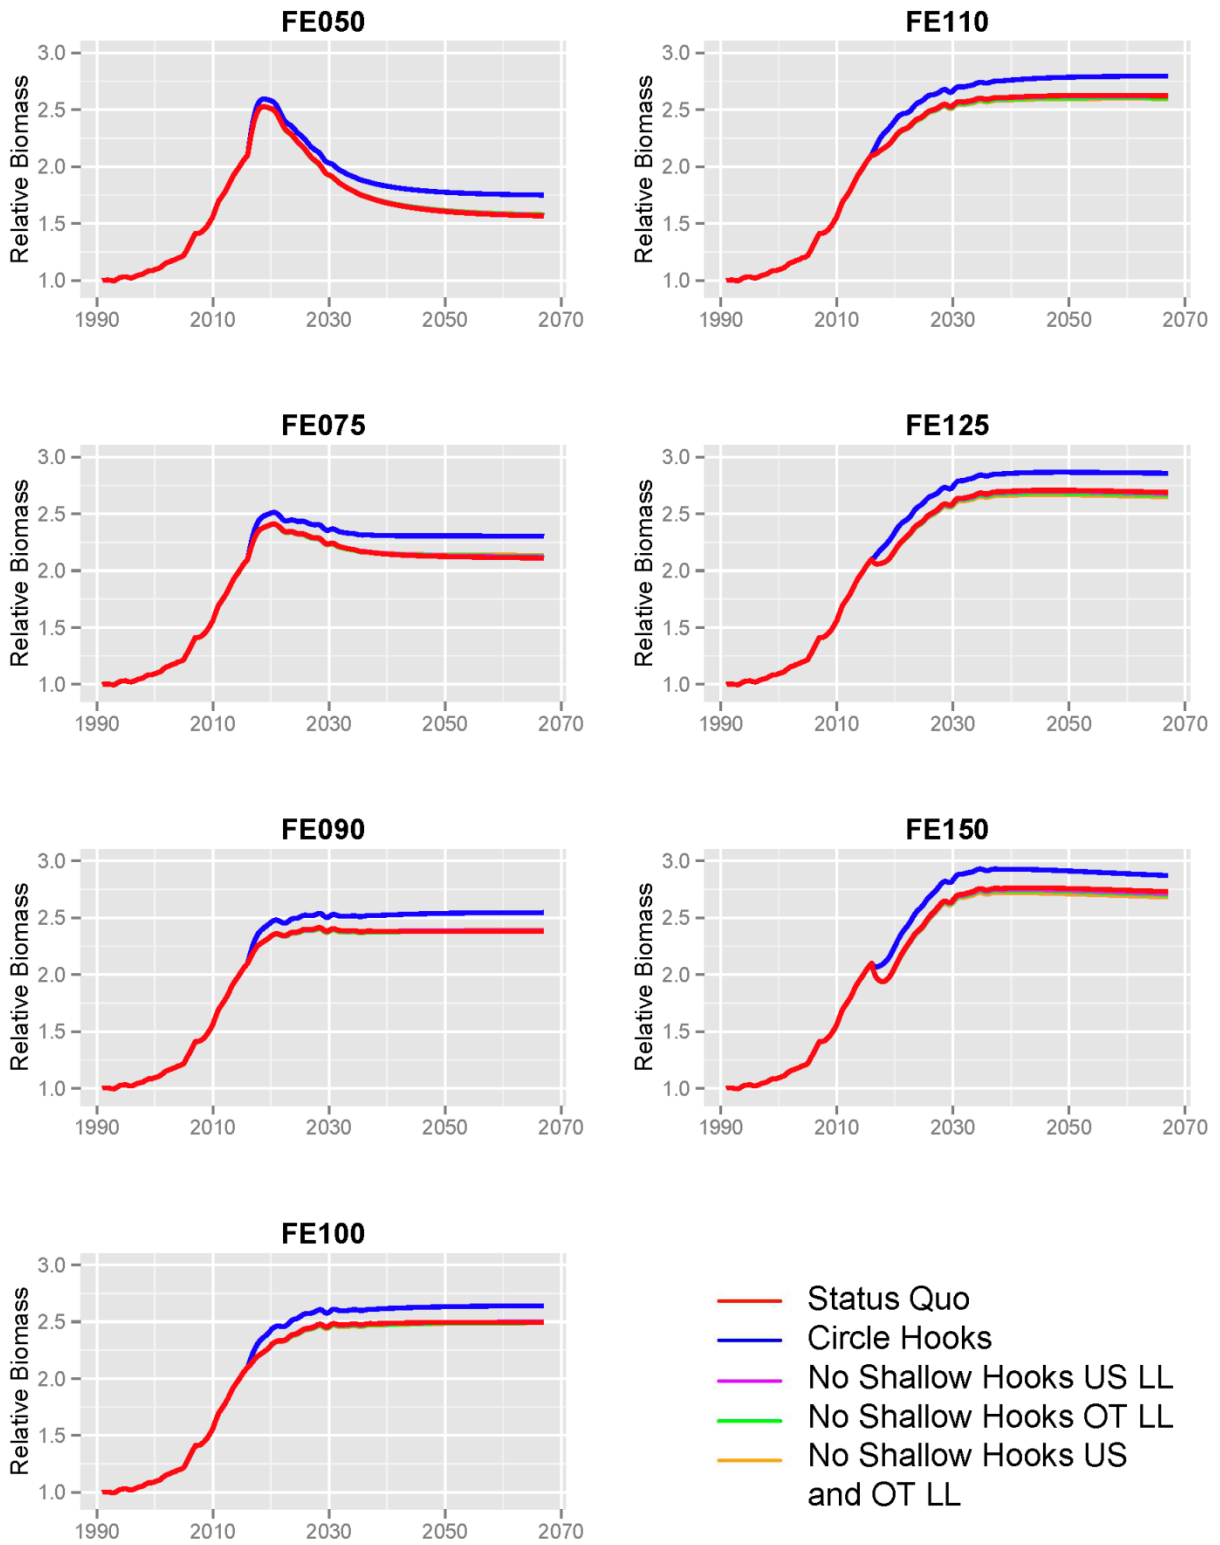 FE050
3.0
2.5
2.0
1.5
1.0
Relative Biomass
1990 2010 2030 2050 2070
FE110
3.0
2.5
2.0
1.5
1.0
Relative Biomass
1990 2010 2030 2050 2070
FE075
3.0
2.5
2.0
1.5
1.0
Relative Biomass
1990 2010 2030 2050 2070
FE125
3.0
2.5
2.0
1.5
1.0
Relative Biomass
1990 2010 2030 2050 2070
FE090
3.0
2.5
2.0
1.5
1.0
Relative Biomass
1990 2010 2030 2050 2070
FE150
3.0
2.5
2.0
1.5
1.0
Relative Biomass
1990 2010 2030 2050 2070
FE100
3.0
2.5
2.0
1.5
1.0
Relative Biomass
1990 2010 2030 2050 2070
Status Quo
Circle Hooks
No Shallow Hooks US LL
No Shallow Hooks OT LL
No Shallow Hooks US
and OT LL